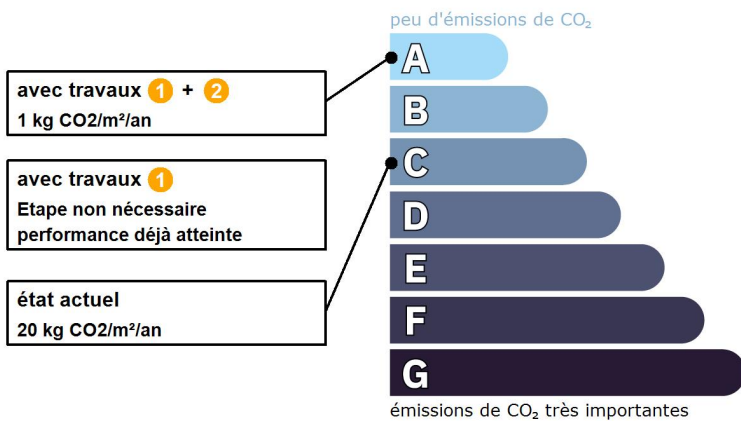 peu d'émissions de CO₂
avec travaux 1 + 2
1 kg CO2/m²/an
avec travaux 1
Etape non nécessaire
performance déjà atteinte
état actuel
20 kg CO2/m²/an
A
B
C
D
E
F
G
émissions de CO₂ très importantes